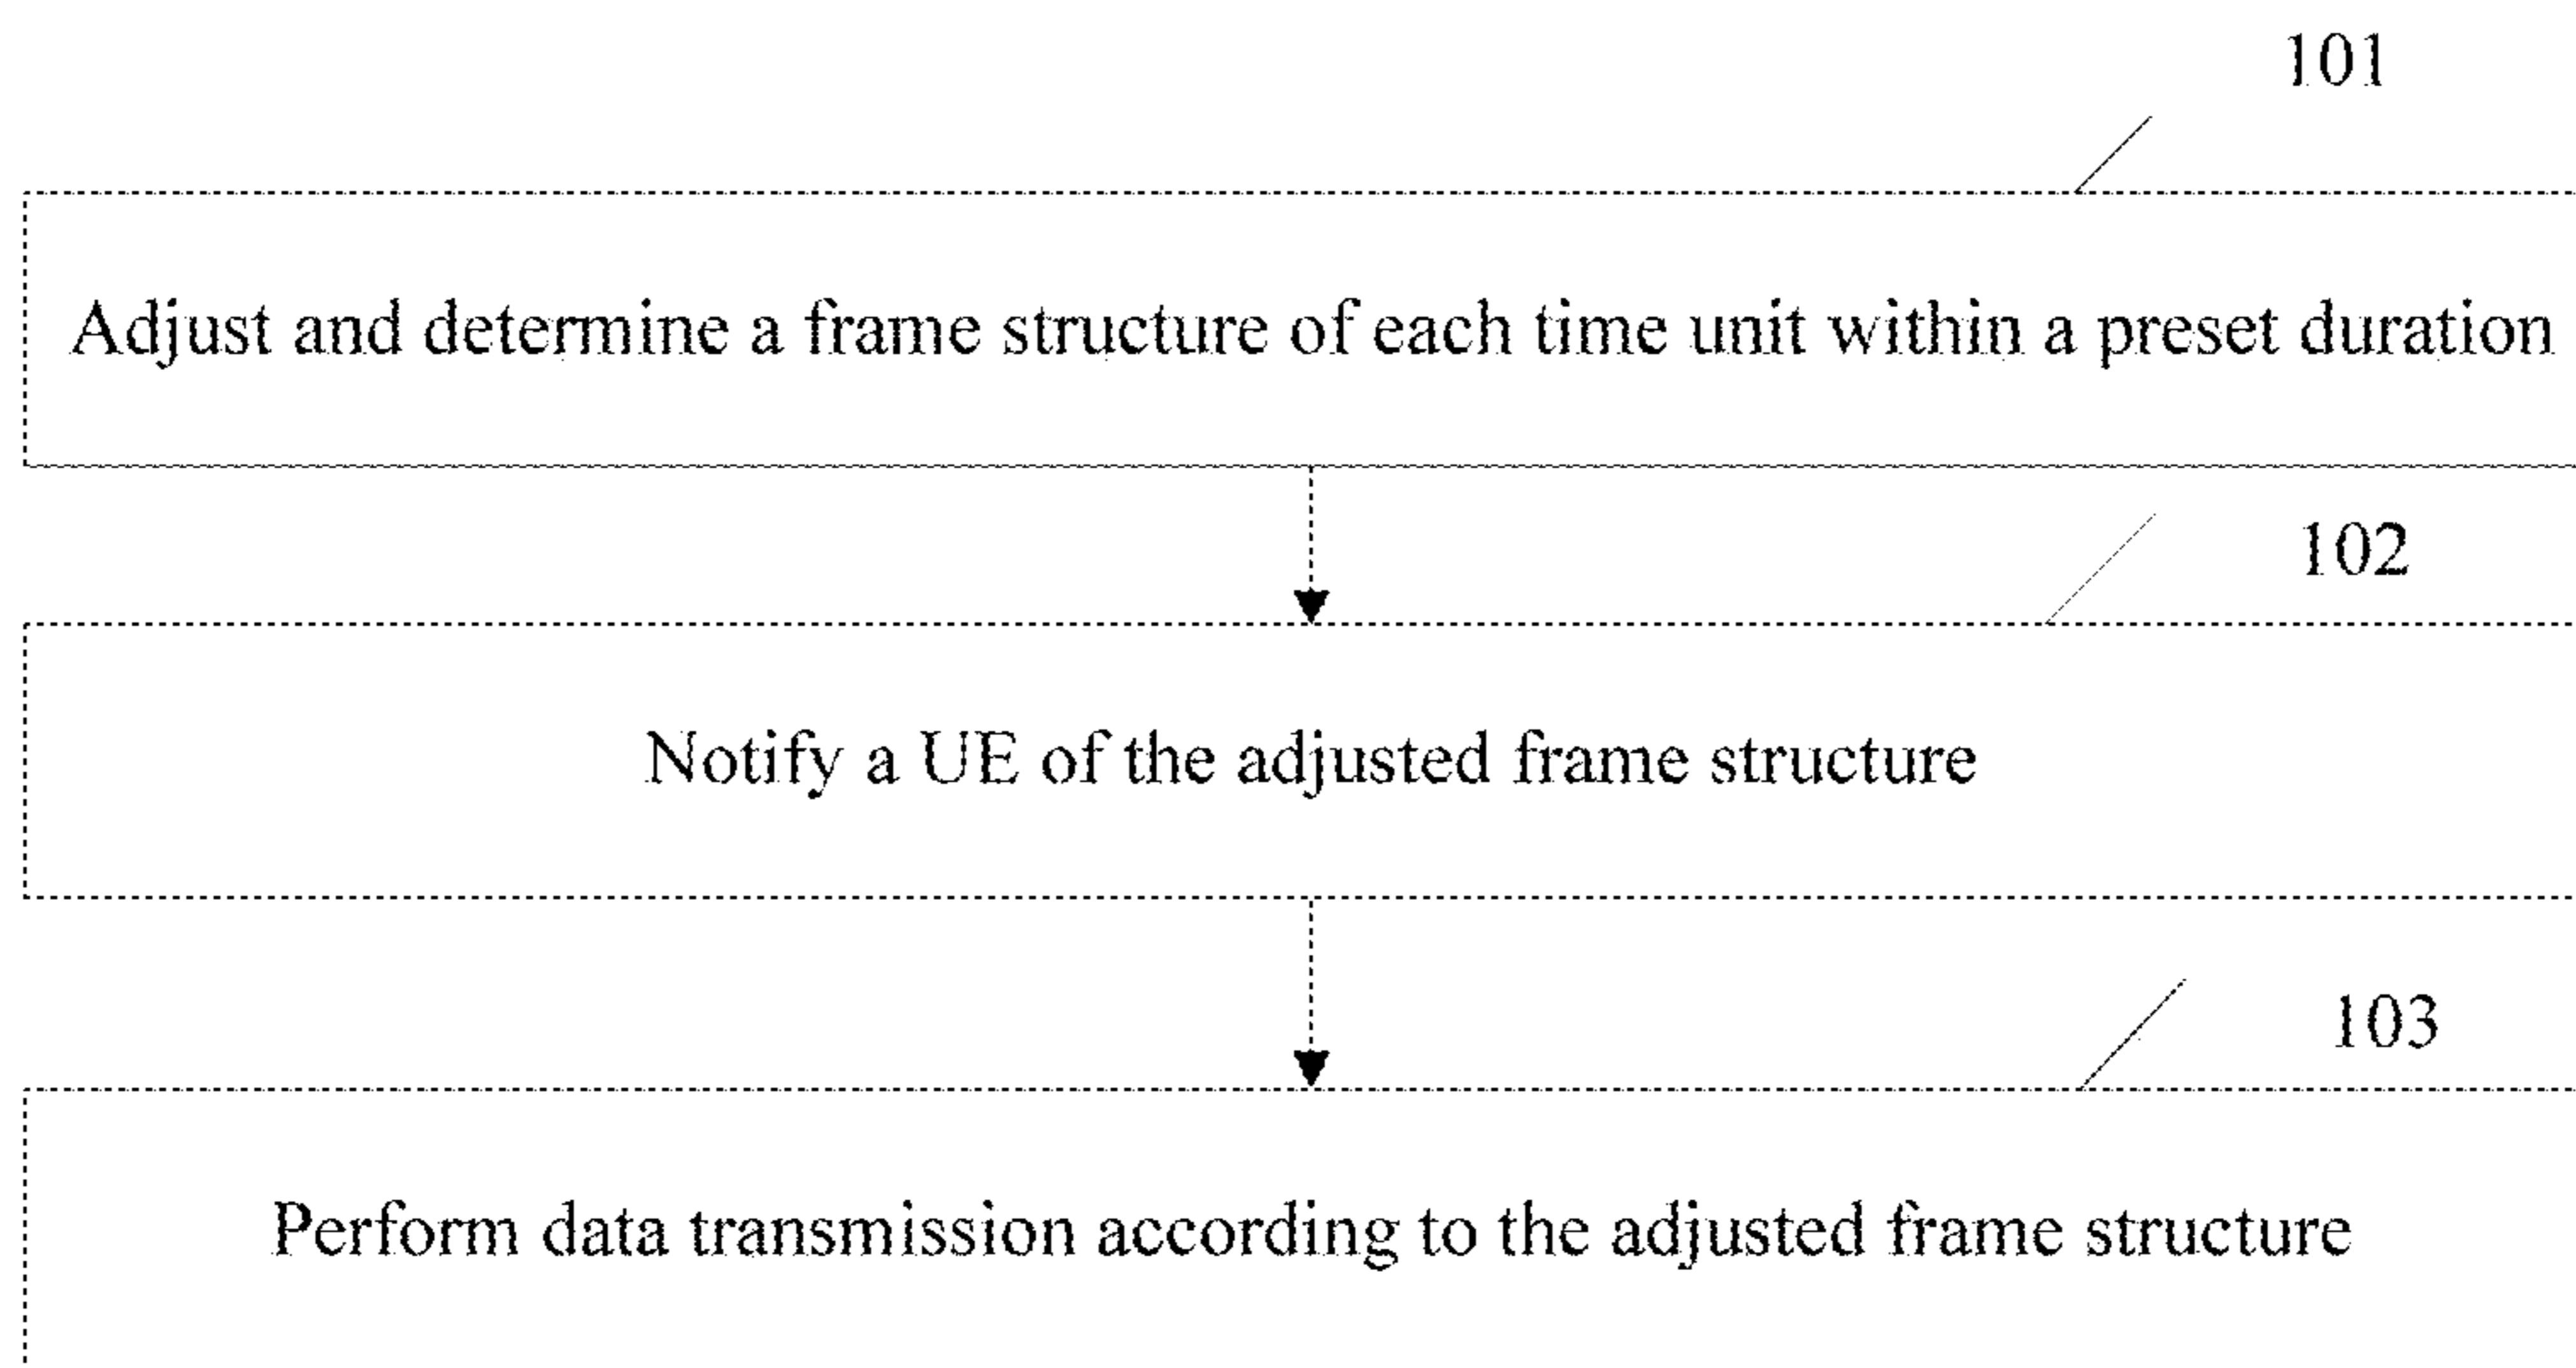 101
Adjust and determine a frame structure of each time unit within a preset duration
102
Notify a UE of the adjusted frame structure
103
Perform data transmission according to the adjusted frame structure